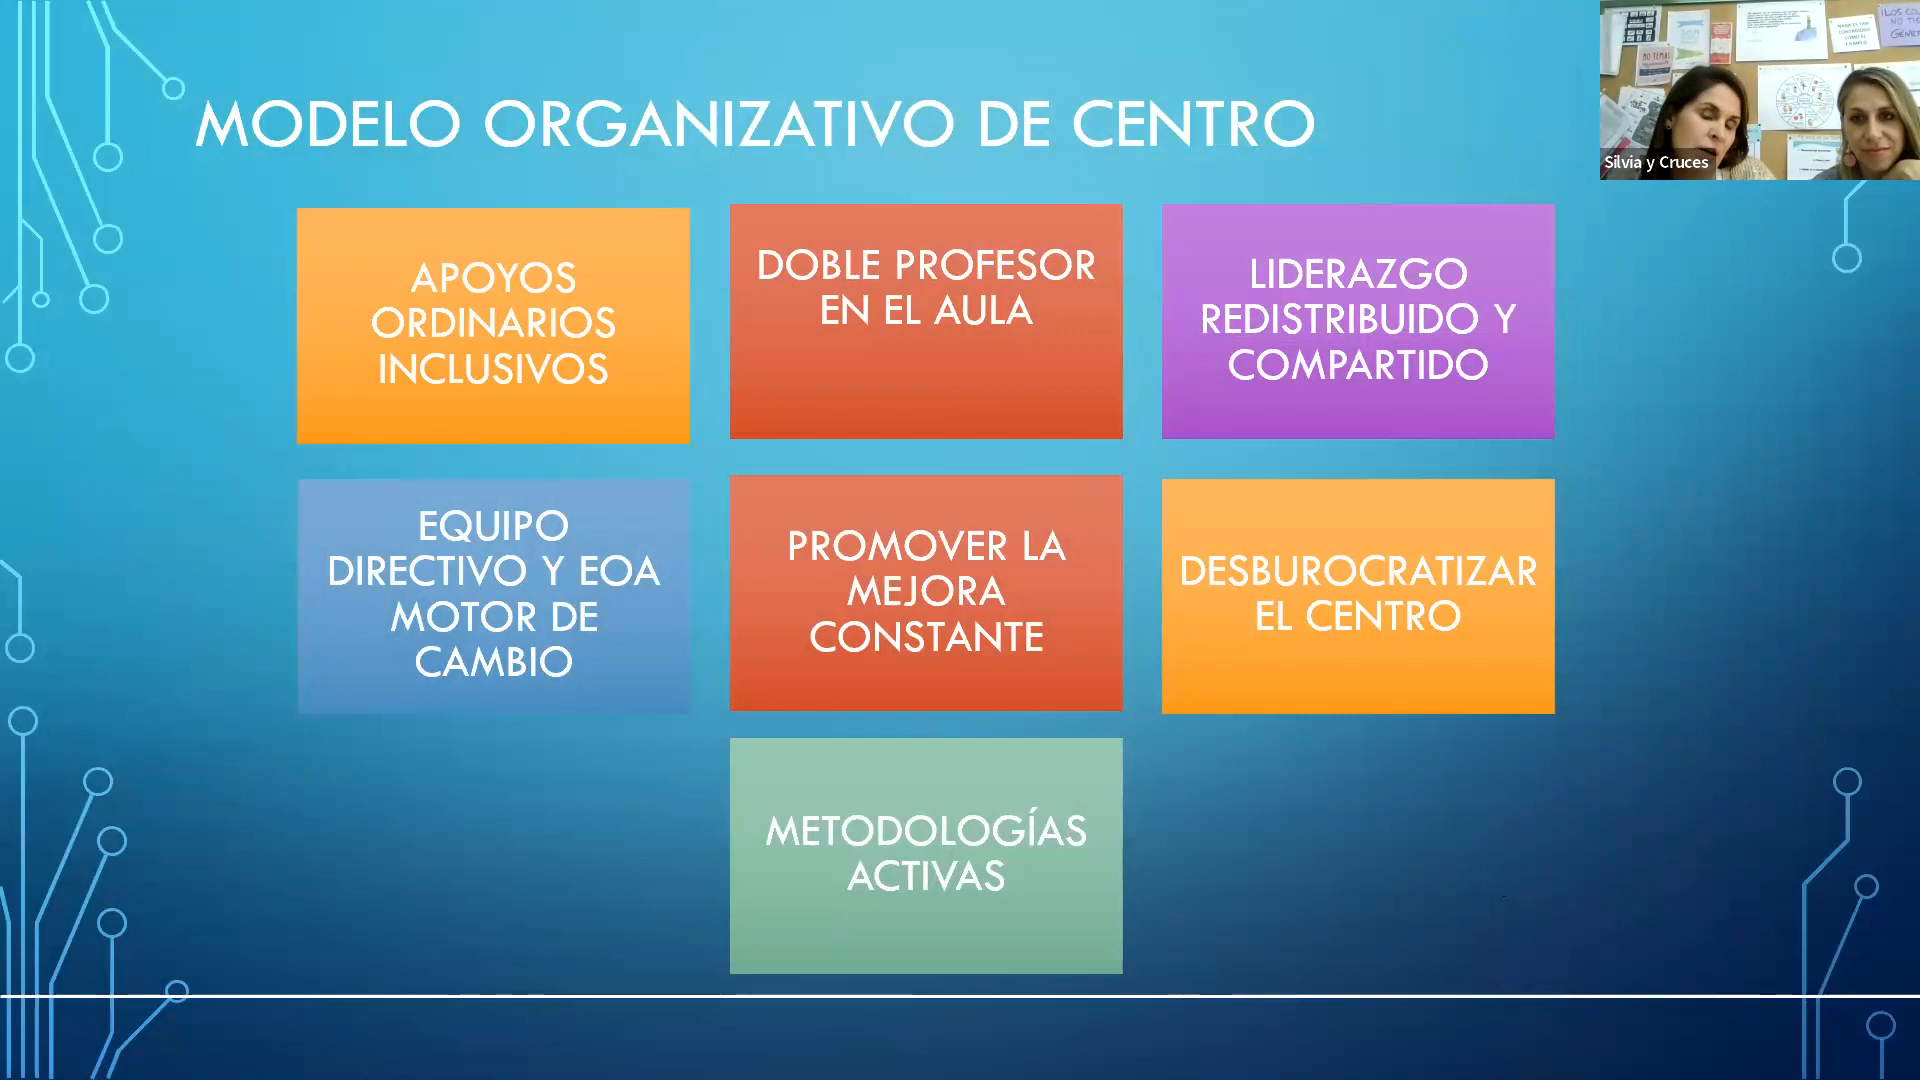 MODELO ORGANIZATIVO DE CENTRO
APOYOS
ORDINARIOS
INCLUSIVOS
DOBLE PROFESOR
EN EL AULA
LIDERAZGO
REDISTRIBUIDO Y
COMPARTIDO
EQUIPO
DIRECTIVO Y EOA
MOTOR DE
CAMBIO
PROMOVER LA
MEJORA
CONSTANTE
DESBUROCRATIZAR
EL CENTRO
METODOLOGÍAS
ACTIVAS
Silvia y Cruces